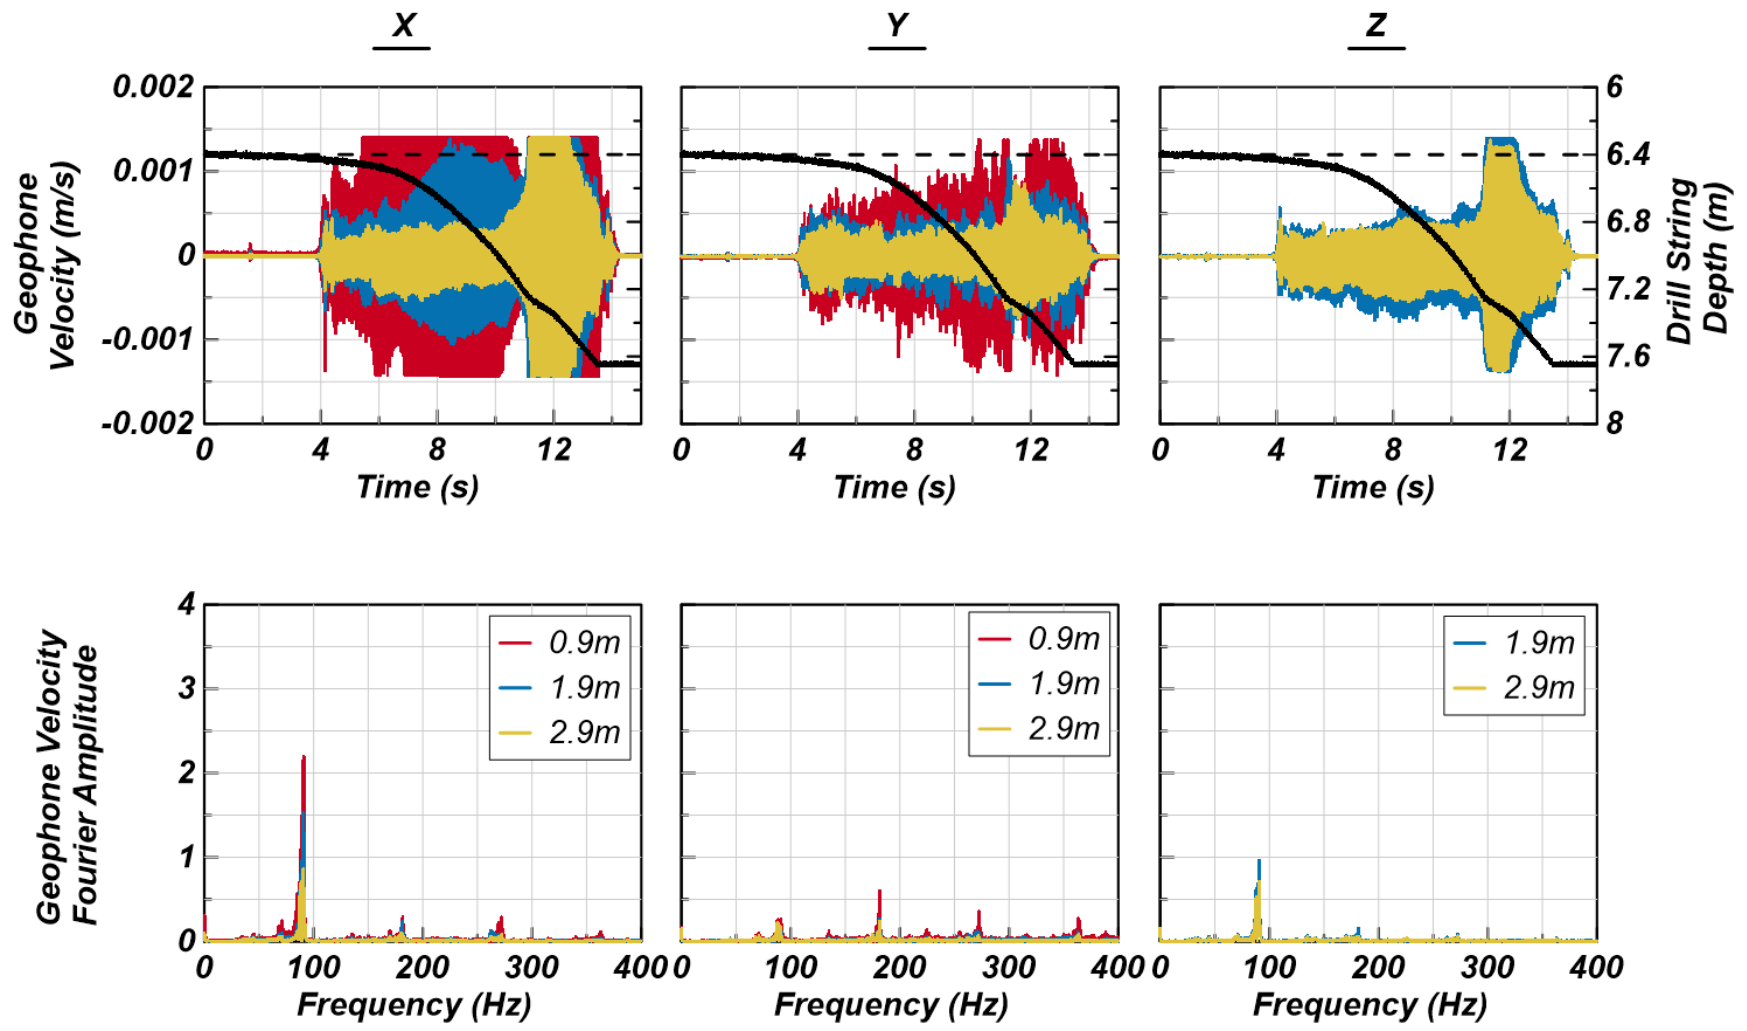 X Y Z
0.002
0.001
0
-0.001
-0.002
Geophone
Velocity (m/s)
0 4 8 12
Time (s)
0 4 8 12
Time (s)
0 4 8 12
Time (s)
6
6.4
6.8
7.2
7.6
8
Drill String
Depth (m)
4
3
2
1
0
Geophone Velocity
Fourier Amplitude
0.9m
1.9m
2.9m
0 100 200 300 400
Frequency (Hz)
0.9m
1.9m
2.9m
0 100 200 300 400
Frequency (Hz)
1.9m
2.9m
0 100 200 300 400
Frequency (Hz)